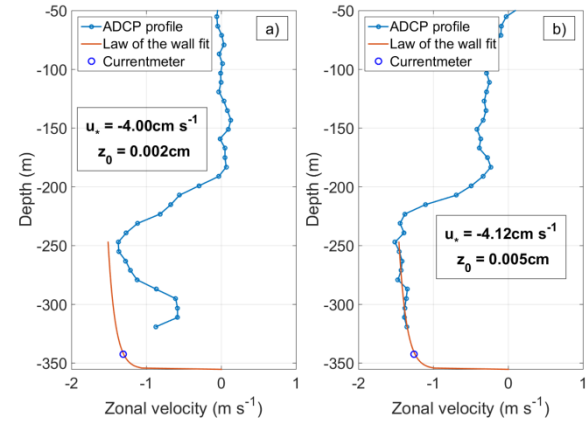 -50
-100
-150
-200
-250
-300
-350
Depth (m)
ADCP profile
Law of the wall fit
Currentmeter
a)
u* = -4.00cm s-1
z0 = 0.002cm
-2
-1
0
1
Zonal velocity (m s-1)
-50
-100
-150
-200
-250
-300
-350
Depth (m)
ADCP profile
Law of the wall fit
Currentmeter
b)
u* = -4.12cm s-1
z0 = 0.005cm
-2
-1
0
1
Zonal velocity (m s-1)